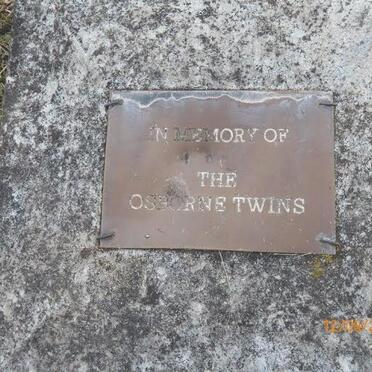 IN MEMORY OF
THE
OSBORNE TWINS